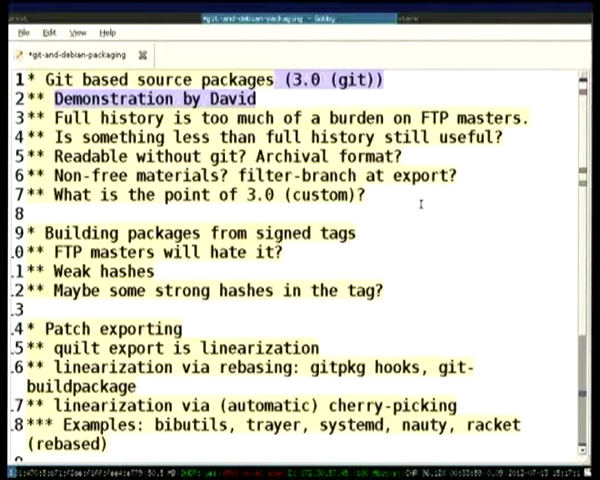 *git-and-debian-packaging - Gobby
File Edit View Help
*git-and-debian-packaging
1* Git based source packages (3.0 (git))
2** Demonstration by David
3** Full history is too much of a burden on FTP masters.
4** Is something less than full history still useful?
5** Readable without git? Archival format?
6** Non-free materials? filter-branch at export?
7** What is the point of 3.0 (custom)?
8
9* Building packages from signed tags
.0** FTP masters will hate it?
.1** Weak hashes
.2** Maybe some strong hashes in the tag?
.3
.4* Patch exporting
.5** quilt export is linearization
.6** linearization via rebasing: gitpkg hooks, git-
buildpackage
.7** linearization via (automatic) cherry-picking
.8*** Examples: bibutils, trayer, systemd, nauty, racket
(rebased)